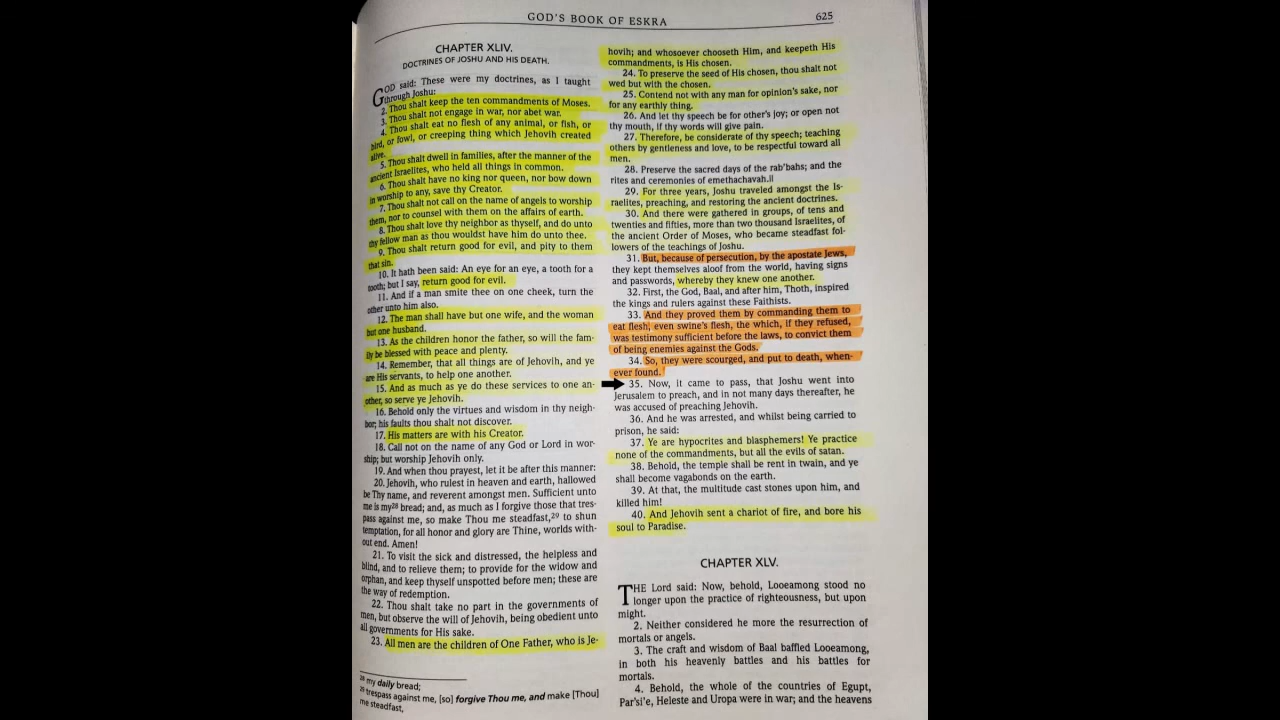 GOD'S BOOK OF ESKRA
625
CHAPTER XLIV.
DOCTRINES OF JOSHU AND HIS DEATH.
GOD said: These were my doctrines, as I taught
through Joshu:
2. Thou shalt keep the ten commandments of Moses.
3. Thou shalt not engage in war, nor abet war.
4. Thou shalt eat no flesh of any animal, or fish, or
bird, or fowl, or creeping thing which Jehovih created
alive.
5. Thou shalt dwell in families, after the manner of the
ancient Israelites, who held all things in common.
6. Thou shalt have no king nor queen, nor bow down
in worship to any, save thy Creator.
7. Thou shalt not call on the name of angels to worship
them, nor to counsel with them on the affairs of earth.
8. Thou shalt love thy neighbor as thyself, and do unto
thy fellow man as thou wouldst have him do unto thee.
9. Thou shalt return good for evil, and pity to them
that sin.
10. It hath been said: An eye for an eye, a tooth for a
tooth; but I say, return good for evil.
11. And if a man smite thee on one cheek, turn the
other unto him also.
12. The man shall have but one wife, and the woman
but one husband.
13. As the children honor the father, so will the fam-
ily be blessed with peace and plenty.
14. Remember, that all things are of Jehovih, and ye
are His servants, to help one another.
15. And as much as ye do these services to one an-
other, so serve ye Jehovih.
16. Behold only the virtues and wisdom in thy neigh-
bor; his faults thou shalt not discover.
17. His matters are with his Creator.
18. Call not on the name of any God or Lord in wor-
ship; but worship Jehovih only.
19. And when thou prayest, let it be after this manner:
20. Jehovih, who rulest in heaven and earth, hallowed
be Thy name, and reverent amongst men. Sufficient unto
me is my28 bread; and, as much as I forgive those that tres-
pass against me, so make Thou me steadfast,29 to shun
temptation, for all honor and glory are Thine, worlds with-
out end. Amen!
21. To visit the sick and distressed, the helpless and
blind, and to relieve them; to provide for the widow and
orphan, and keep thyself unspotted before men; these are
the way of redemption.
22. Thou shalt take no part in the governments of
men, but observe the will of Jehovih, being obedient unto
all governments for His sake.
23. All men are the children of One Father, who is Je-
28 my daily bread;
29 trespass against me, [so] forgive Thou me, and make [Thou]
me steadfast,
hovih; and whosoever chooseth Him, and keepeth His
commandments, is His chosen.
24. To preserve the seed of His chosen, thou shalt not
wed but with the chosen.
25. Contend not with any man for opinion's sake, nor
for any earthly thing.
26. And let thy speech be for other's joy; or open not
thy mouth, if thy words will give pain.
27. Therefore, be considerate of thy speech; teaching
others by gentleness and love, to be respectful toward all
men.
28. Preserve the sacred days of the rab'bahs; and the
rites and ceremonies of emethachavah.||
29. For three years, Joshu traveled amongst the Is-
raelites, preaching, and restoring the ancient doctrines.
30. And there were gathered in groups, of tens and
twenties and fifties, more than two thousand Israelites, of
the ancient Order of Moses, who became steadfast fol-
lowers of the teachings of Joshu.
31. But, because of persecution, by the apostate Jews,
they kept themselves aloof from the world, having signs
and passwords, whereby they knew one another.
32. First, the God, Baal, and after him, Thoth, inspired
the kings and rulers against these Faithists.
33. And they proved them by commanding them to
eat flesh; even swine's flesh, the which, if they refused,
was testimony sufficient before the laws, to convict them
of being enemies against the Gods.
34. So, they were scourged, and put to death, when-
ever found.
35. Now, it came to pass, that Joshu went into
Jerusalem to preach, and in not many days thereafter, he
was accused of preaching Jehovih.
36. And he was arrested, and whilst being carried to
prison, he said:
37. Ye are hypocrites and blasphemers! Ye practice
none of the commandments, but all the evils of satan.
38. Behold, the temple shall be rent in twain, and ye
shall become vagabonds on the earth.
39. At that, the multitude cast stones upon him, and
killed him!
40. And Jehovih sent a chariot of fire, and bore his
soul to Paradise.
CHAPTER XLV.
THE Lord said: Now, behold, Looeamong stood no
longer upon the practice of righteousness, but upon
might.
2. Neither considered he more the resurrection of
mortals or angels.
3. The craft and wisdom of Baal baffled Looeamong,
in both his heavenly battles and his battles for
mortals.
4. Behold, the whole of the countries of Egupt,
Par'si'e, Heleste and Uropa were in war; and the heavens